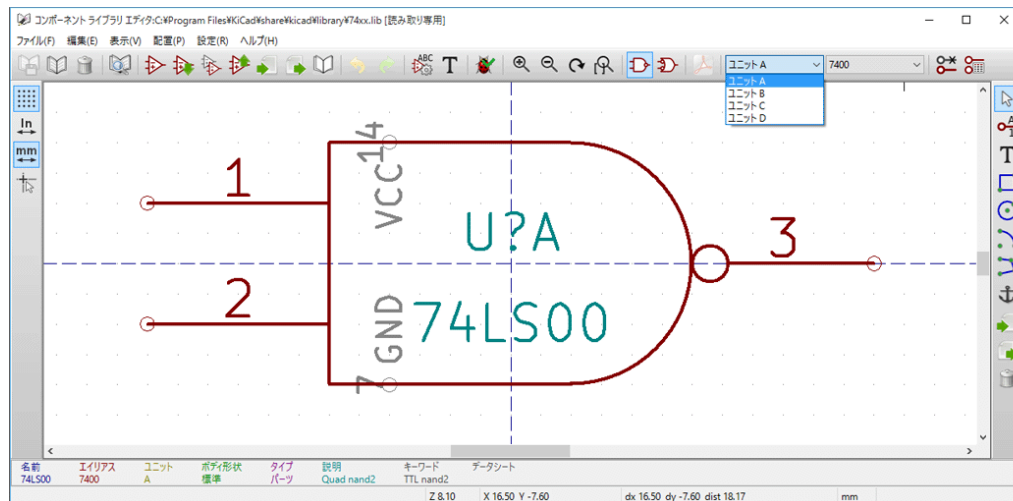 コンポーネント ライブラリ エディタ:C:¥Program Files¥KiCad¥share¥kicad¥library¥74xx.lib [読み取り専用]
ファイル(F) 編集(E) 表示(V) 配置(P) 設定(R) ヘルプ(H)
ABC T ユニット A 7400
ユニット A
ユニット B
ユニット C
ユニット D
In
mm
A
T
14
VCC
1
U?A
3
2
GND
74LS00
7
名前 エイリアス ユニット ボディ形状 タイプ 説明 キーワード データシート
74LS00 7400 A 標準 パーツ Quad nand2 TTL nand2
Z 8.10 X 16.50 Y -7.60 dx 16.50 dy -7.60 dist 18.17 mm